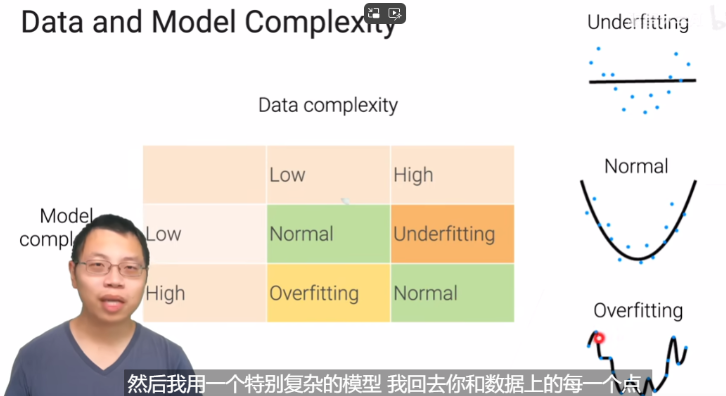 Data and Model Complexity
Underfitting
Data complexity
Low
High
Normal
Model
Low
Normal
Underfitting
High
Overfitting
Normal
Overfitting
然后我用一个特别复杂的模型 我回去你和数据上的每一个点